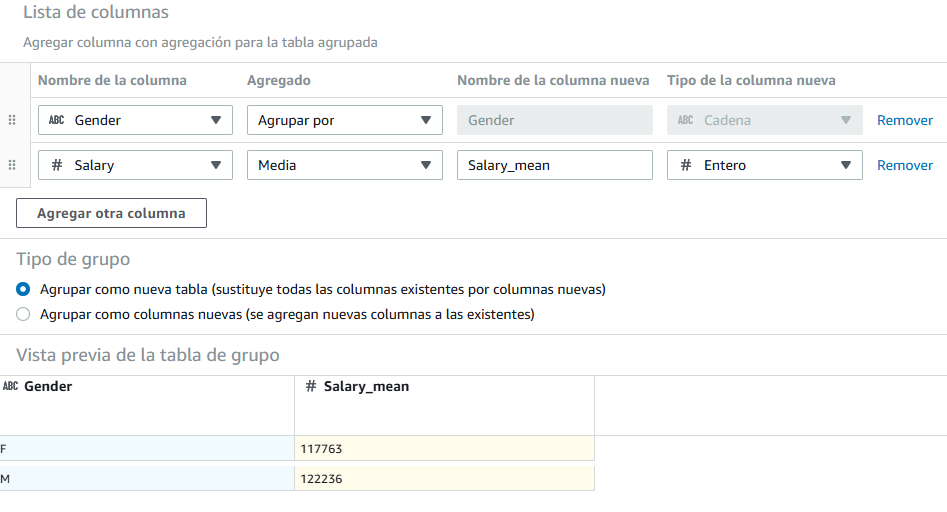 Lista de columnas
Agregar columna con agregación para la tabla agrupada
Nombre de la columna Agregado Nombre de la columna nueva Tipo de la columna nueva
ABC Gender Agrupar por Gender ABC Cadena Remover
# Salary Media Salary_mean # Entero Remover
Agregar otra columna
Tipo de grupo
Agrupar como nueva tabla (sustituye todas las columnas existentes por columnas nuevas)
Agrupar como columnas nuevas (se agregan nuevas columnas a las existentes)
Vista previa de la tabla de grupo
ABC Gender # Salary_mean
F 117763
M 122236